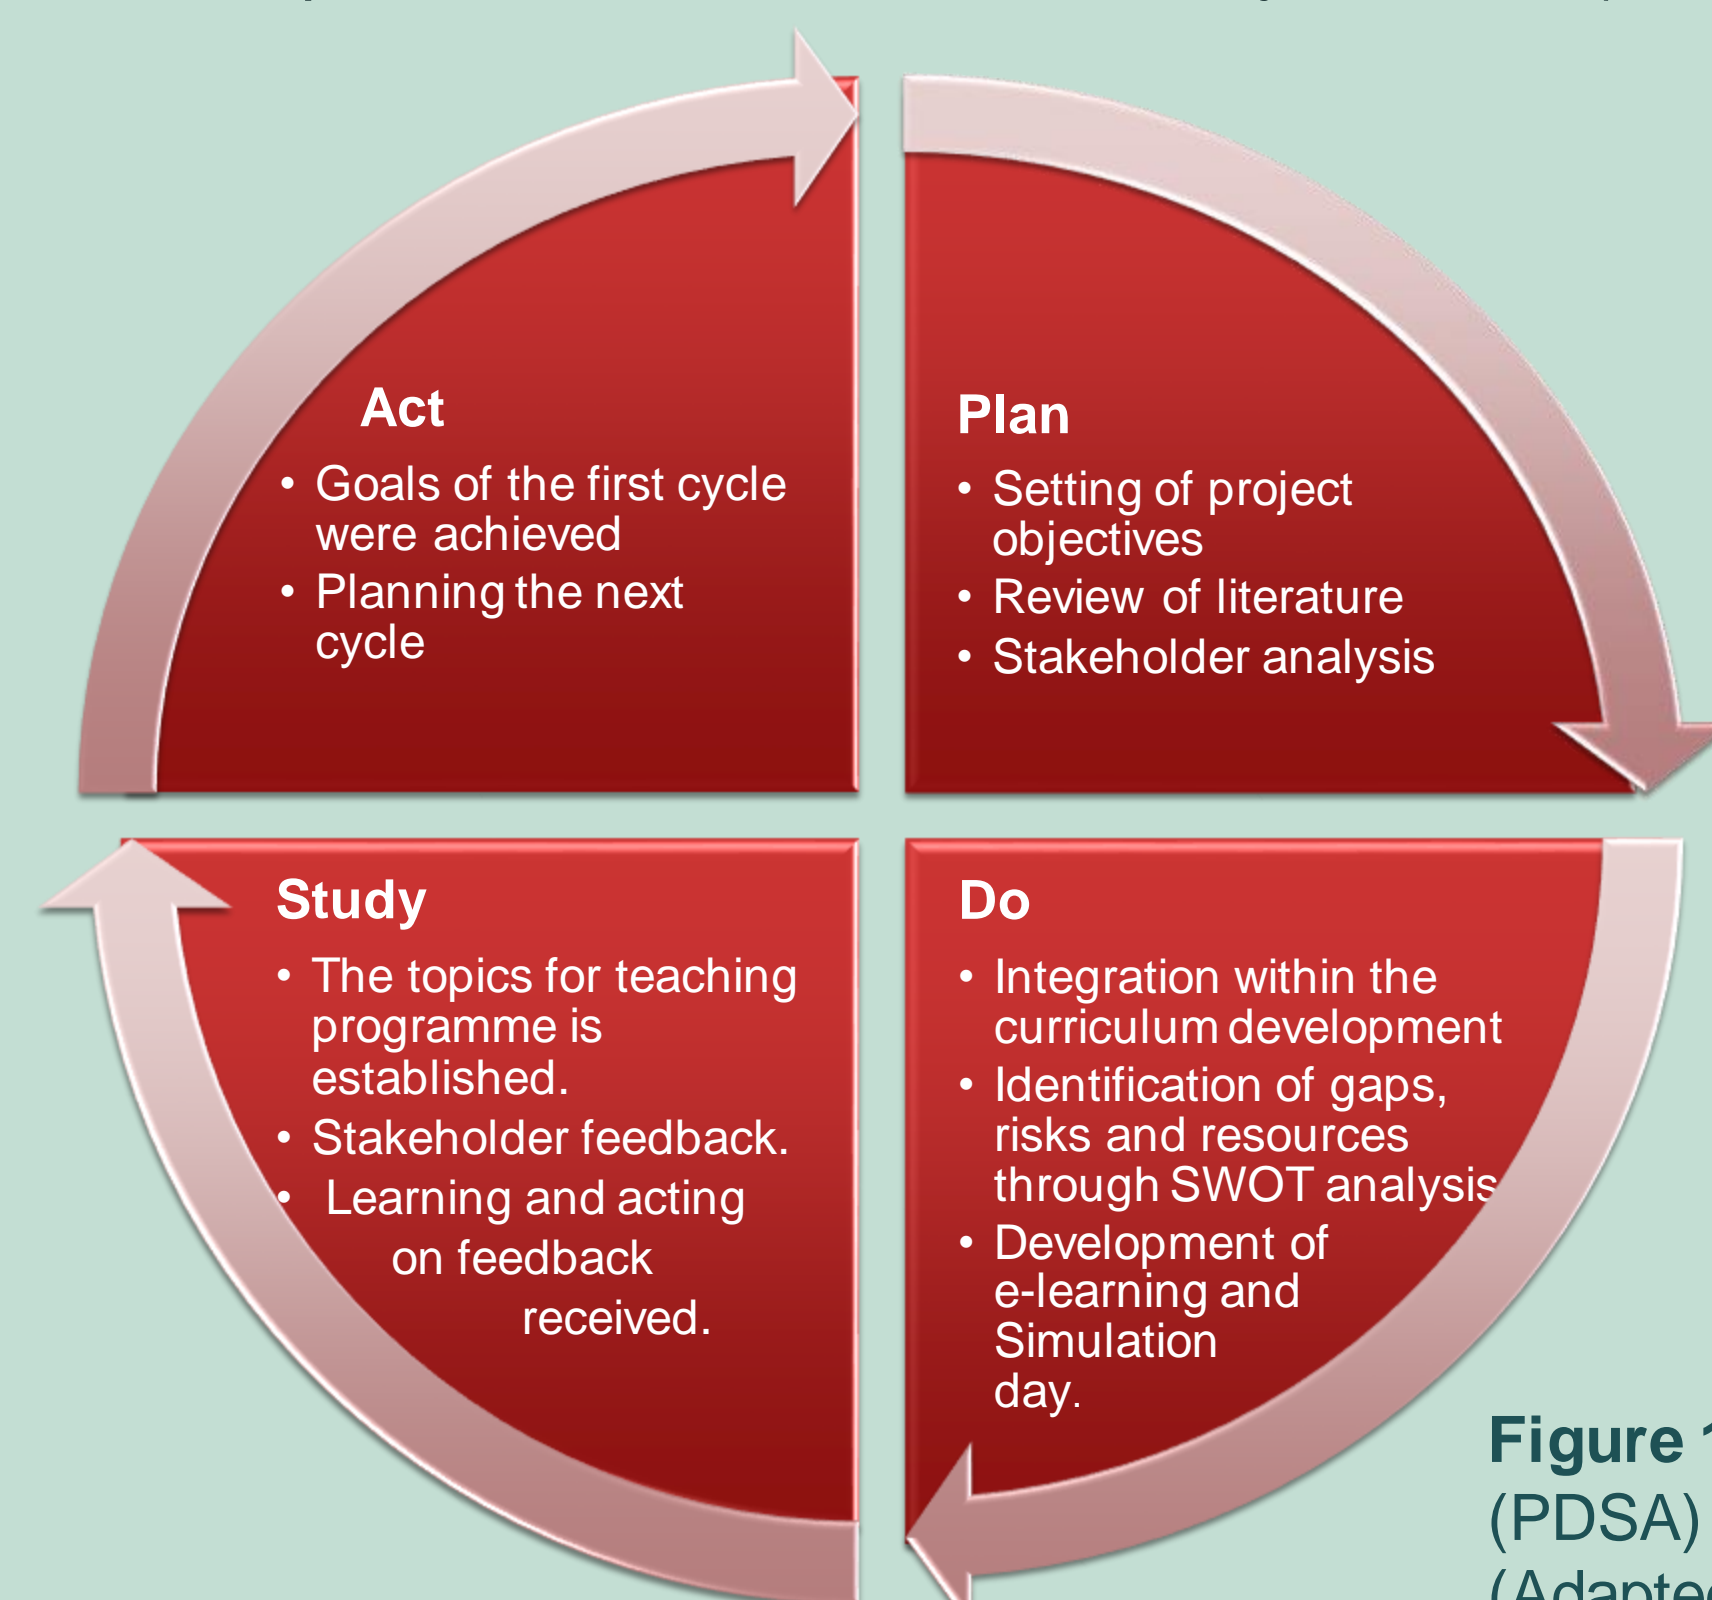 Act
• Goals of the first cycle
were achieved
• Planning the next
cycle
Plan
• Setting of project
objectives
• Review of literature
• Stakeholder analysis
Study
• The topics for teaching
programme is
established.
• Stakeholder feedback.
• Learning and acting
on feedback
received.
Do
• Integration within the
curriculum development
• Identification of gaps,
risks and resources
through SWOT analysis
• Development of
e-learning and
Simulation
day.
Figure 1
(PDSA)
(Adapted